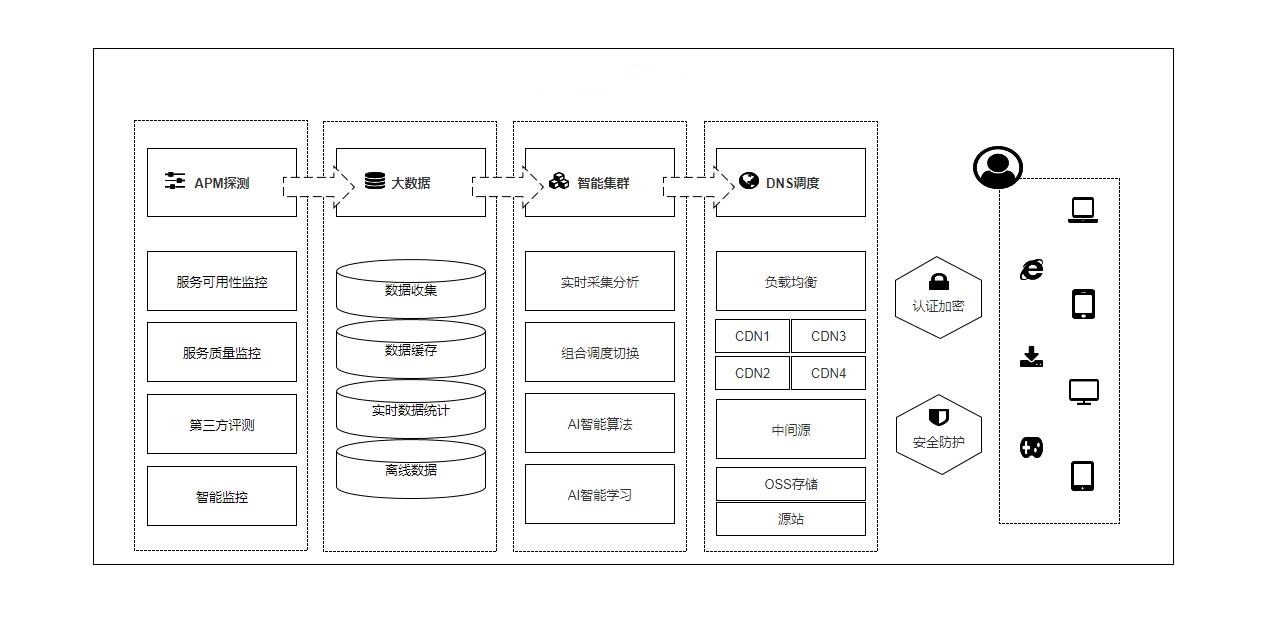 APM探测
大数据
智能集群
DNS调度
服务可用性监控
服务质量监控
第三方评测
智能监控
数据收集
数据缓存
实时数据统计
离线数据
实时采集分析
组合调度切换
AI智能算法
AI智能学习
负载均衡
CDN1
CDN3
CDN2
CDN4
中间源
OSS存储
源站
认证加密
安全防护